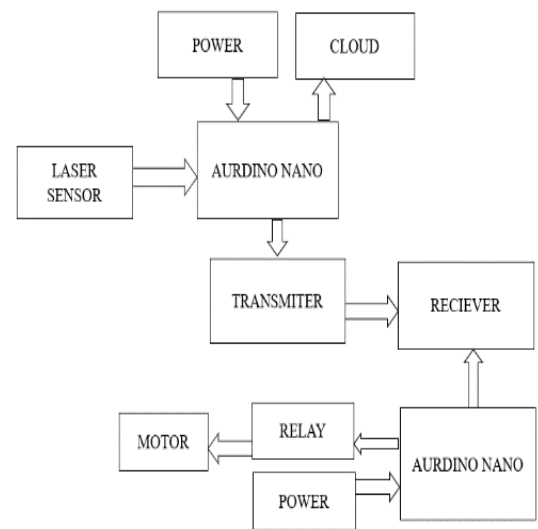 POWER
CLOUD
LASER
SENSOR
AURDINO NANO
TRANSMITER
RECIEVER
MOTOR
RELAY
AURDINO NANO
POWER